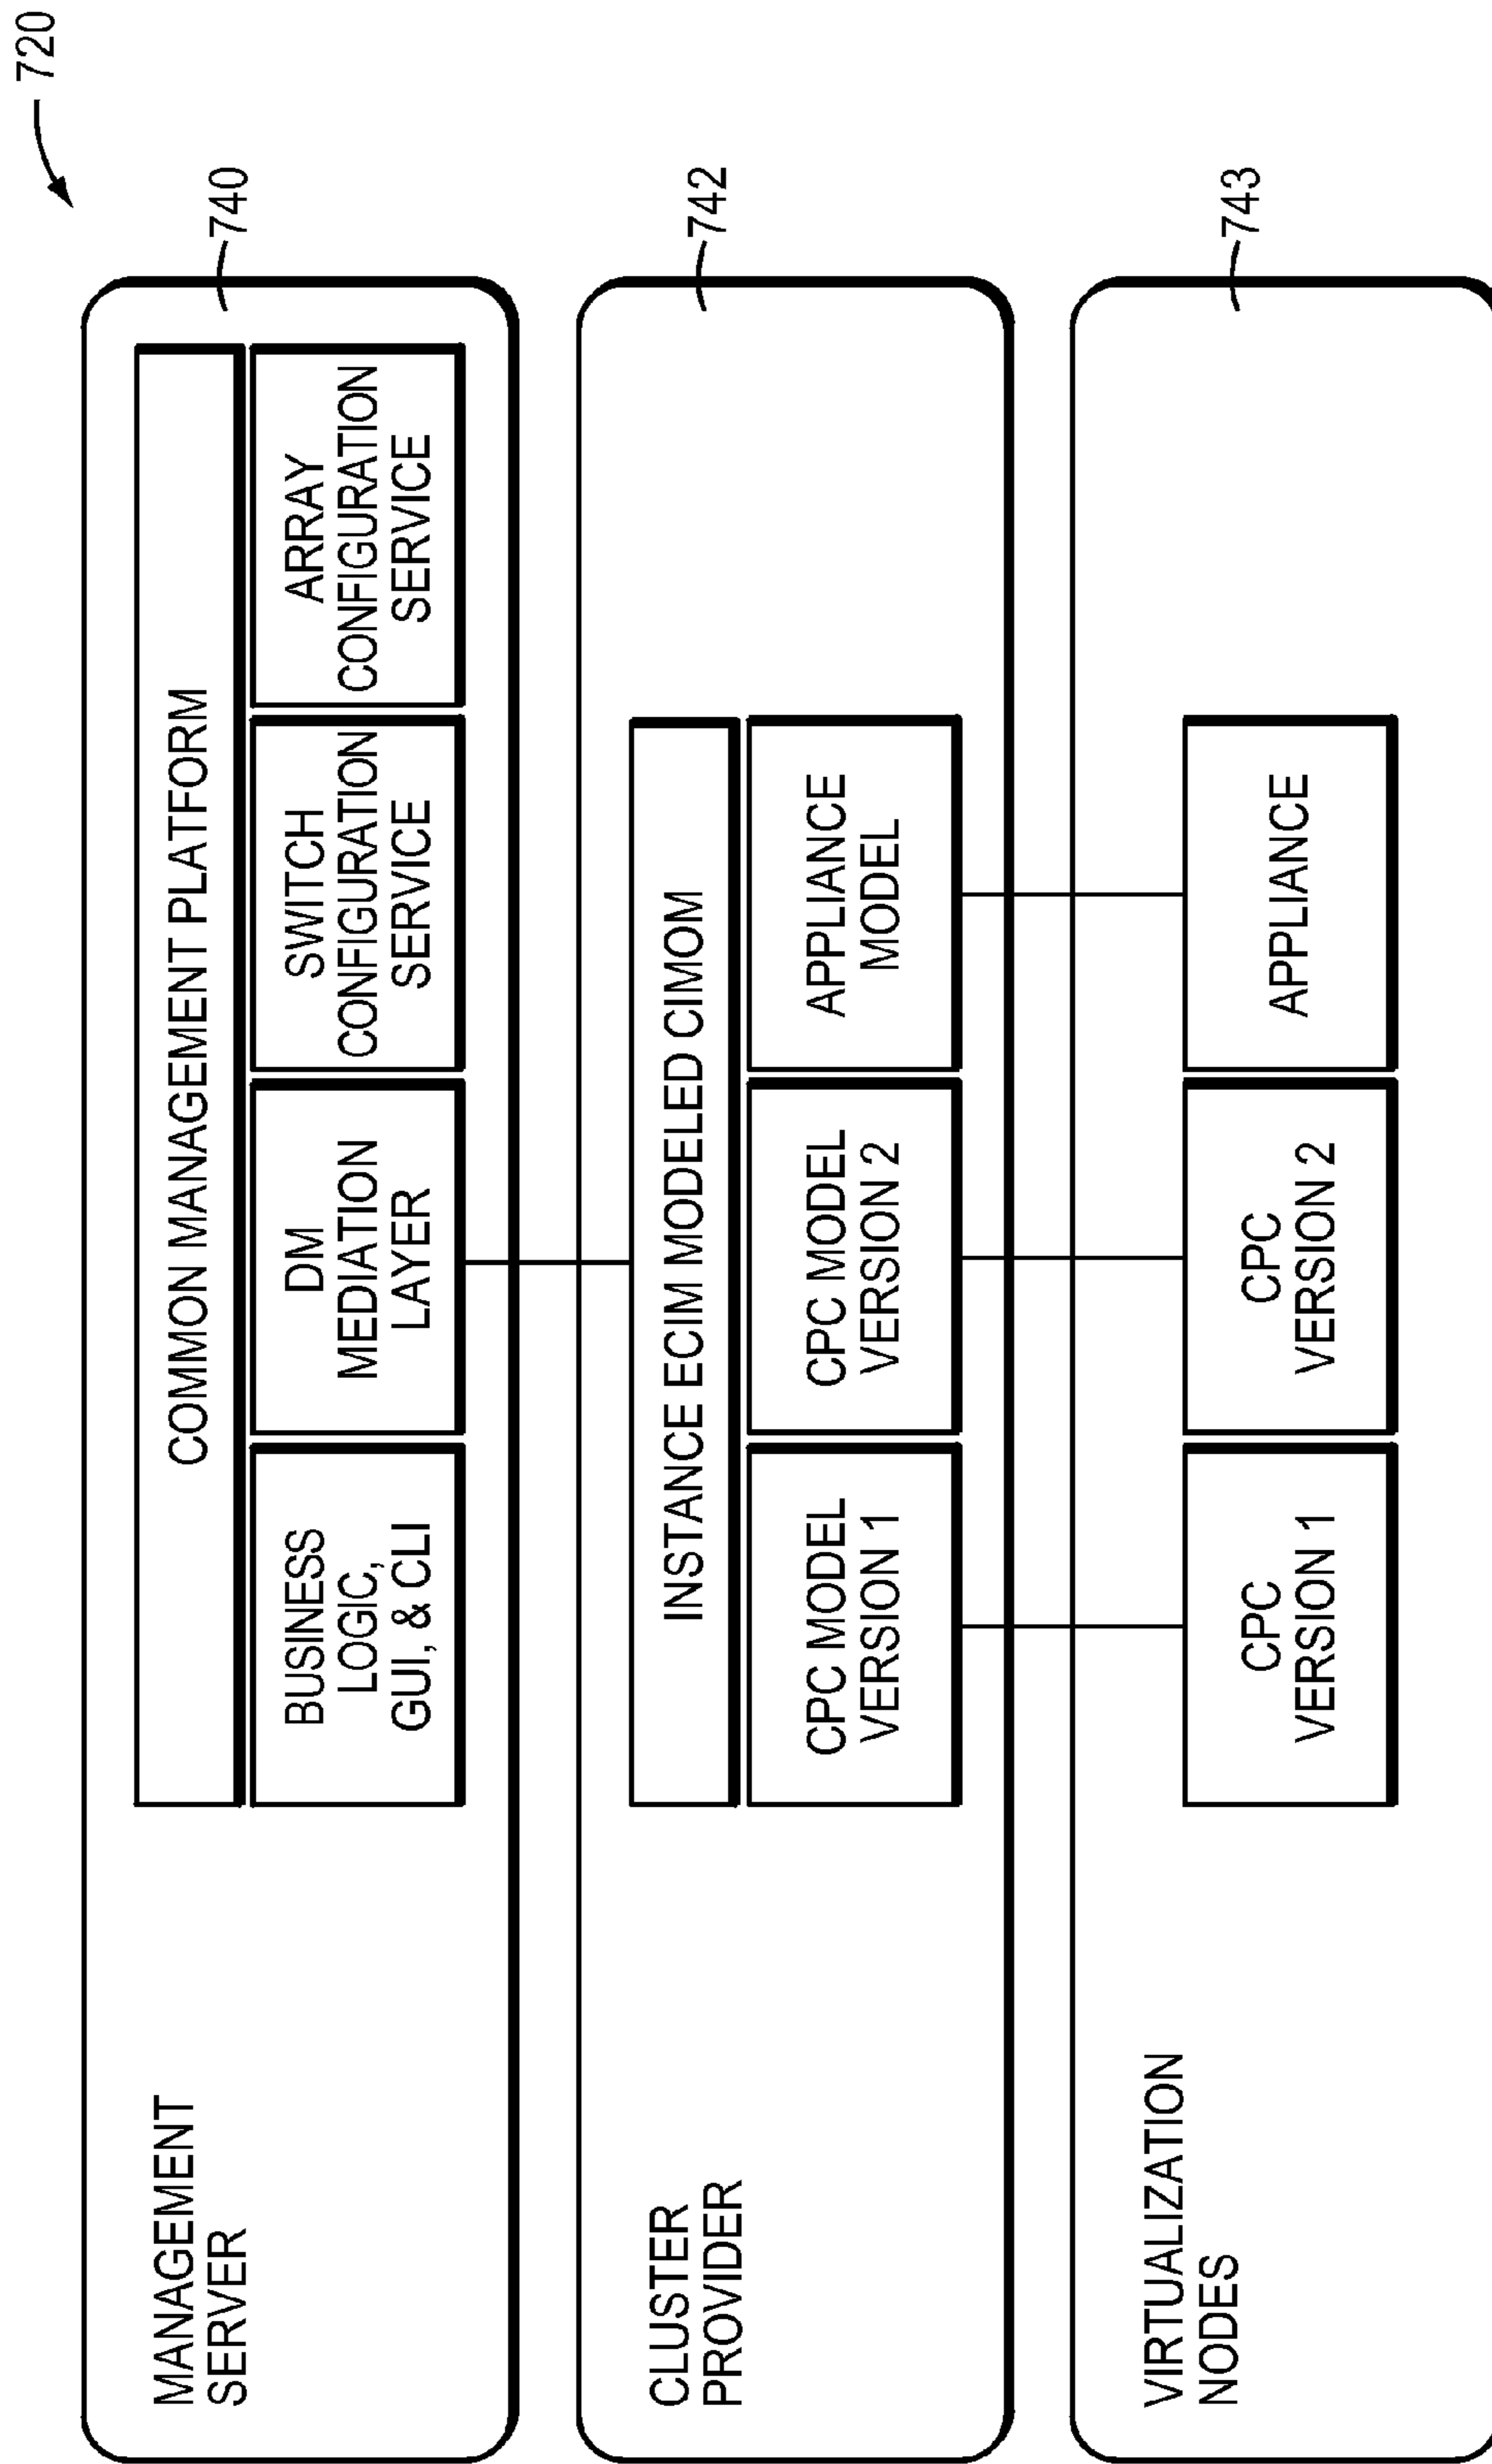 720
MANAGEMENT
SERVER
740
COMMON MANAGEMENT PLATFORM
BUSINESS
LOGIC,
GUI, & CLI
DM
MEDIATION
LAYER
SWITCH
CONFIGURATION
SERVICE
ARRAY
CONFIGURATION
SERVICE
CLUSTER
PROVIDER
742
INSTANCE ECIM MODELED CIMOM
CPC MODEL
VERSION 1
CPC MODEL
VERSION 2
APPLIANCE
MODEL
VIRTUALIZATION
NODES
743
CPC
VERSION 1
CPC
VERSION 2
APPLIANCE